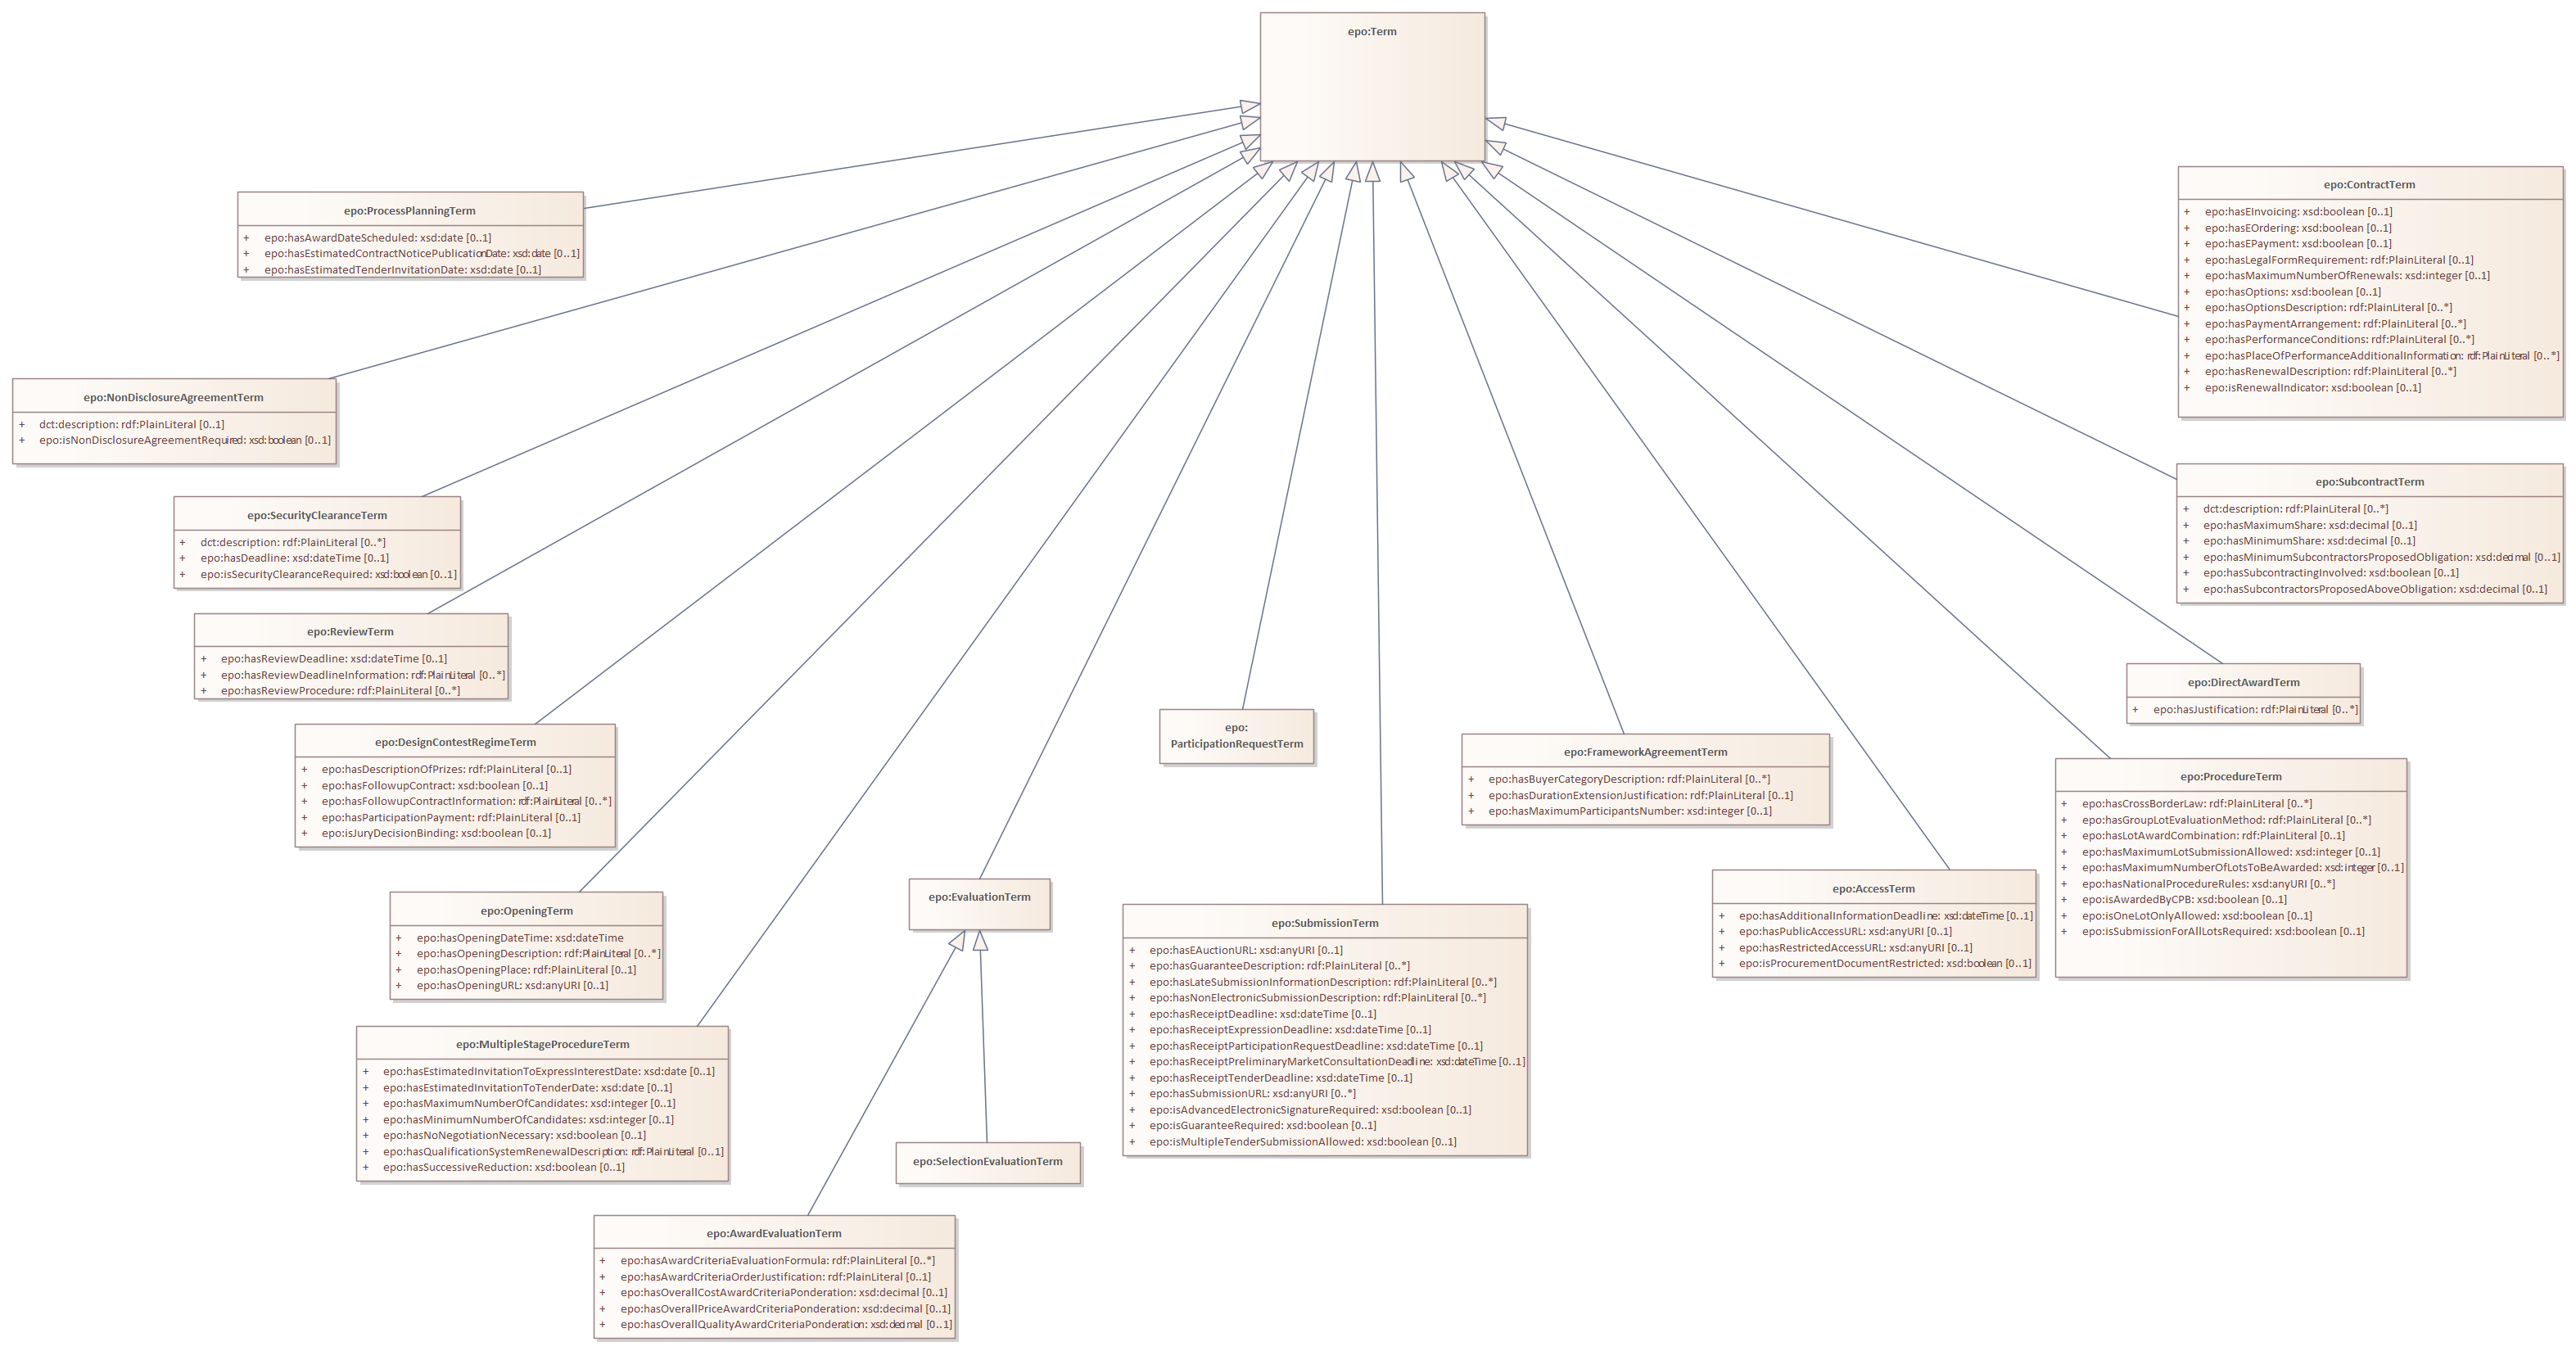 epo:Term
epo:ProcessPlanningTerm
+ epo:hasAwardDateScheduled: xsd:date [0..1]
+ epo:hasEstimatedContractNoticePublicationDate: xsd:date [0..1]
+ epo:hasEstimatedTenderInvitationDate: xsd:date [0..1]
epo:NonDisclosureAgreementTerm
+ dct:description: rdf:PlainLiteral [0..1]
+ epo:isNonDisclosureAgreementRequired: xsd:boolean [0..1]
epo:SecurityClearanceTerm
+ dct:description: rdf:PlainLiteral [0..*]
+ epo:hasDeadline: xsd:dateTime [0..1]
+ epo:isSecurityClearanceRequired: xsd:boolean [0..1]
epo:ReviewTerm
+ epo:hasReviewDeadline: xsd:dateTime [0..1]
+ epo:hasReviewDeadlineInformation: rdf:PlainLiteral [0..*]
+ epo:hasReviewProcedure: rdf:PlainLiteral [0..*]
epo:DesignContestRegimeTerm
+ epo:hasDescriptionOfPrizes: rdf:PlainLiteral [0..1]
+ epo:hasFollowupContract: xsd:boolean [0..1]
+ epo:hasFollowupContractInformation: rdf:PlainLiteral [0..*]
+ epo:hasParticipationPayment: rdf:PlainLiteral [0..1]
+ epo:isJuryDecisionBinding: xsd:boolean [0..1]
epo:OpeningTerm
+ epo:hasOpeningDateTime: xsd:dateTime
+ epo:hasOpeningDescription: rdf:PlainLiteral [0..*]
+ epo:hasOpeningPlace: rdf:PlainLiteral [0..1]
+ epo:hasOpeningURL: xsd:anyURI [0..1]
epo:MultipleStageProcedureTerm
+ epo:hasEstimatedInvitationToExpressInterestDate: xsd:date [0..1]
+ epo:hasEstimatedInvitationToTenderDate: xsd:date [0..1]
+ epo:hasMaximumNumberOfCandidates: xsd:integer [0..1]
+ epo:hasMinimumNumberOfCandidates: xsd:integer [0..1]
+ epo:hasNoNegotiationNecessary: xsd:boolean [0..1]
+ epo:hasQualificationSystemRenewalDescription: rdf:PlainLiteral [0..1]
+ epo:hasSuccessiveReduction: xsd:boolean [0..1]
epo:EvaluationTerm
epo:SelectionEvaluationTerm
epo:AwardEvaluationTerm
+ epo:hasAwardCriteriaEvaluationFormula: rdf:PlainLiteral [0..*]
+ epo:hasAwardCriteriaOrderJustification: rdf:PlainLiteral [0..1]
+ epo:hasOverallCostAwardCriteriaPonderation: xsd:decimal [0..1]
+ epo:hasOverallPriceAwardCriteriaPonderation: xsd:decimal [0..1]
+ epo:hasOverallQualityAwardCriteriaPonderation: xsd:decimal [0..1]
epo:
ParticipationRequestTerm
epo:SubmissionTerm
+ epo:hasEAuctionURL: xsd:anyURI [0..1]
+ epo:hasGuaranteeDescription: rdf:PlainLiteral [0..*]
+ epo:hasLateSubmissionInformationDescription: rdf:PlainLiteral [0..*]
+ epo:hasNonElectronicSubmissionDescription: rdf:PlainLiteral [0..*]
+ epo:hasReceiptDeadline: xsd:dateTime [0..1]
+ epo:hasReceiptExpressionDeadline: xsd:dateTime [0..1]
+ epo:hasReceiptParticipationRequestDeadline: xsd:dateTime [0..1]
+ epo:hasReceiptPreliminaryMarketConsultationDeadline: xsd:dateTime [0..1]
+ epo:hasReceiptTenderDeadline: xsd:dateTime [0..1]
+ epo:hasSubmissionURL: xsd:anyURI [0..*]
+ epo:isAdvancedElectronicSignatureRequired: xsd:boolean [0..1]
+ epo:isGuaranteeRequired: xsd:boolean [0..1]
+ epo:isMultipleTenderSubmissionAllowed: xsd:boolean [0..1]
epo:FrameworkAgreementTerm
+ epo:hasBuyerCategoryDescription: rdf:PlainLiteral [0..*]
+ epo:hasDurationExtensionJustification: rdf:PlainLiteral [0..1]
+ epo:hasMaximumParticipantsNumber: xsd:integer [0..1]
epo:AccessTerm
+ epo:hasAdditionalInformationDeadline: xsd:dateTime [0..1]
+ epo:hasPublicAccessURL: xsd:anyURI [0..1]
+ epo:hasRestrictedAccessURL: xsd:anyURI [0..1]
+ epo:isProcurementDocumentRestricted: xsd:boolean [0..1]
epo:ProcedureTerm
+ epo:hasCrossBorderLaw: rdf:PlainLiteral [0..*]
+ epo:hasGroupLotEvaluationMethod: rdf:PlainLiteral [0..*]
+ epo:hasLotAwardCombination: rdf:PlainLiteral [0..1]
+ epo:hasMaximumLotSubmissionAllowed: xsd:integer [0..1]
+ epo:hasMaximumNumberOfLotsToBeAwarded: xsd:integer [0..1]
+ epo:hasNationalProcedureRules: xsd:anyURI [0..*]
+ epo:isAwardedByCPB: xsd:boolean [0..1]
+ epo:isOneLotOnlyAllowed: xsd:boolean [0..1]
+ epo:isSubmissionForAllLotsRequired: xsd:boolean [0..1]
epo:DirectAwardTerm
+ epo:hasJustification: rdf:PlainLiteral [0..*]
epo:SubcontractTerm
+ dct:description: rdf:PlainLiteral [0..*]
+ epo:hasMaximumShare: xsd:decimal [0..1]
+ epo:hasMinimumShare: xsd:decimal [0..1]
+ epo:hasMinimumSubcontractorsProposedObligation: xsd:decimal [0..1]
+ epo:hasSubcontractingInvolved: xsd:boolean [0..1]
+ epo:hasSubcontractorsProposedAboveObligation: xsd:decimal [0..1]
epo:ContractTerm
+ epo:hasEInvoicing: xsd:boolean [0..1]
+ epo:hasEOrdering: xsd:boolean [0..1]
+ epo:hasEPayment: xsd:boolean [0..1]
+ epo:hasLegalFormRequirement: rdf:PlainLiteral [0..1]
+ epo:hasMaximumNumberOfRenewals: xsd:integer [0..1]
+ epo:hasOptions: xsd:boolean [0..1]
+ epo:hasOptionsDescription: rdf:PlainLiteral [0..*]
+ epo:hasPaymentArrangement: rdf:PlainLiteral [0..*]
+ epo:hasPerformanceConditions: rdf:PlainLiteral [0..*]
+ epo:hasPlaceOfPerformanceAdditionalInformation: rdf:PlainLiteral [0..*]
+ epo:hasRenewalDescription: rdf:PlainLiteral [0..*]
+ epo:isRenewalIndicator: xsd:boolean [0..1]